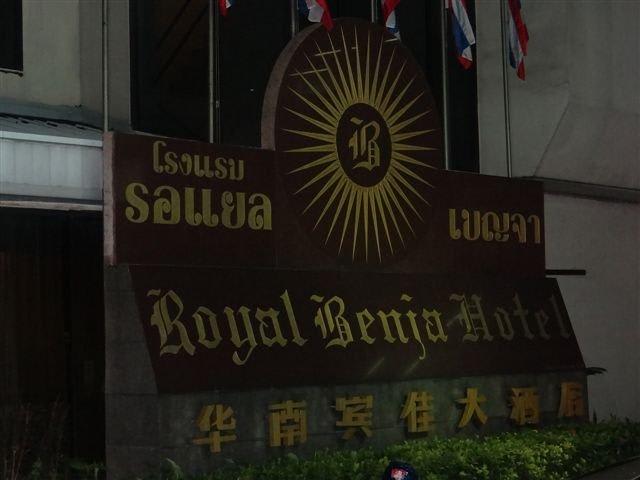 B
โรงแรม
รอแยล
เบญจา
Royal Benja Hotel
华南宾佳大酒店